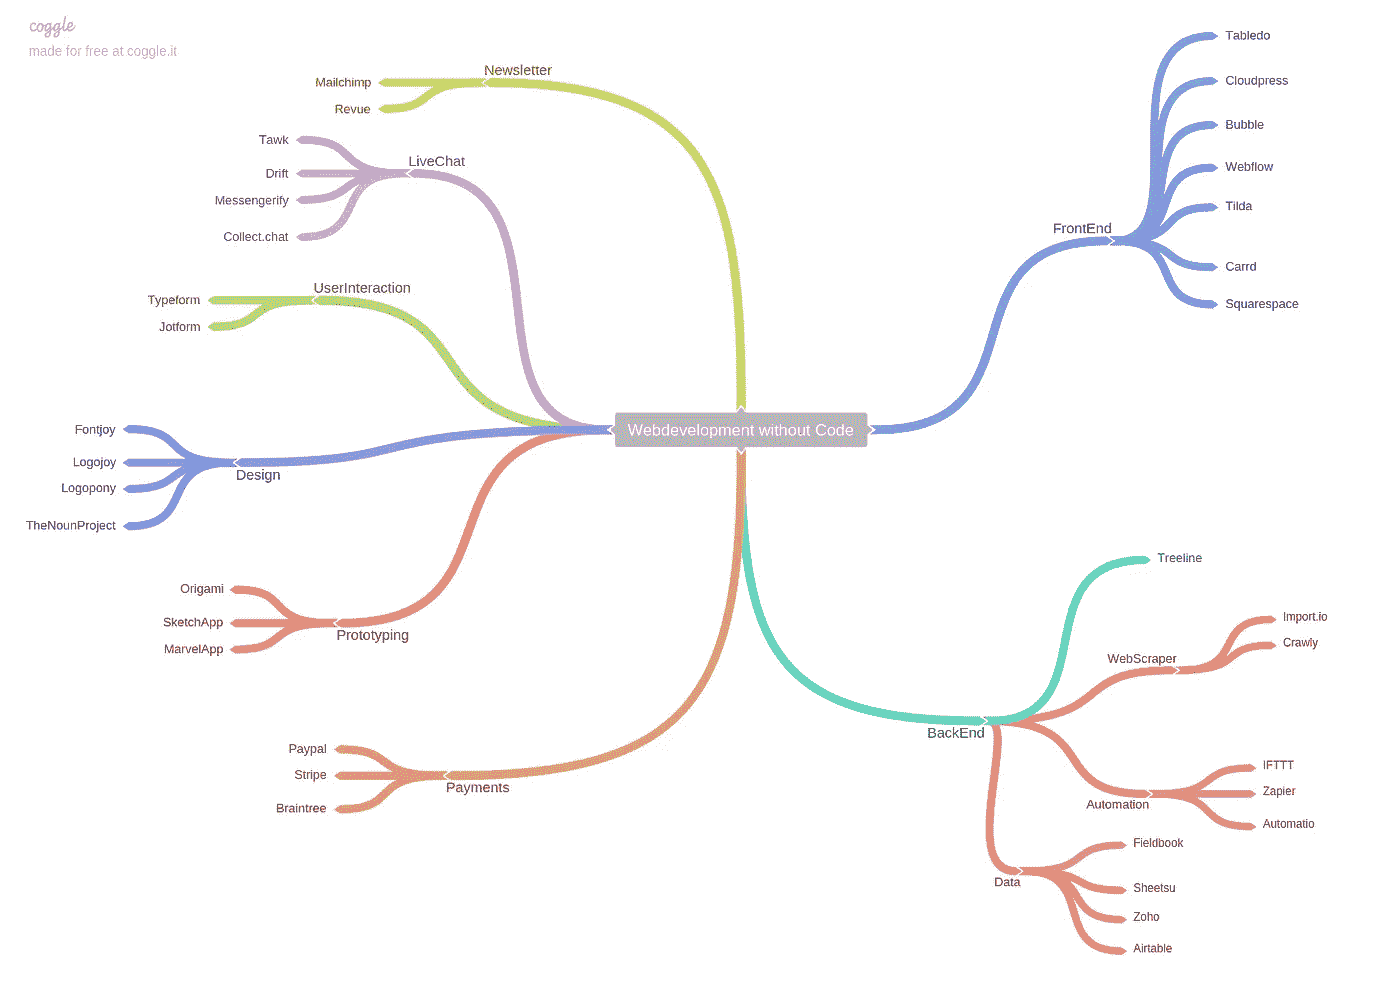 coggle
made for free at coggle.it
Newsletter
Mailchimp
Revue
LiveChat
Tawk
Drift
Messengerify
Collect.chat
UserInteraction
Typeform
Jotform
Design
Fontjoy
Logojoy
Logopony
TheNounProject
Prototyping
Origami
SketchApp
MarvelApp
Payments
Paypal
Stripe
Braintree
Webdevelopment without Code
FrontEnd
Tabledo
Cloudpress
Bubble
Webflow
Tilda
Carrd
Squarespace
BackEnd
Treeline
WebScraper
Import.io
Crawly
Automation
IFTTT
Zapier
Automatio
Data
Fieldbook
Sheetsu
Zoho
Airtable